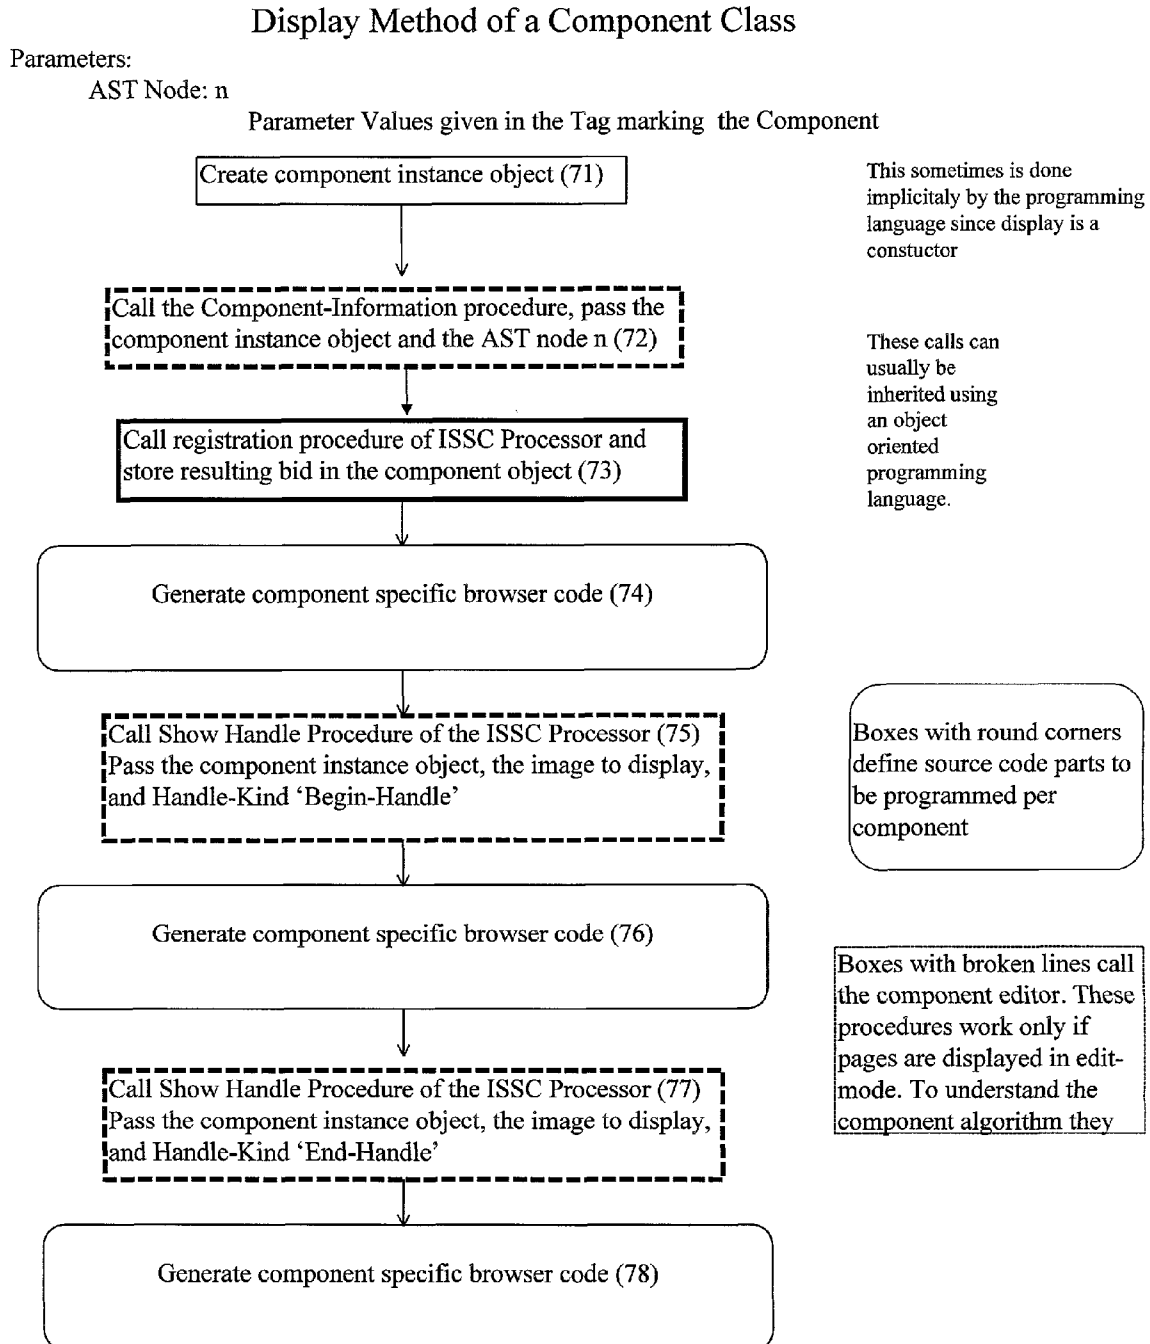 Display Method of a Component Class
Parameters:
AST Node: n
Parameter Values given in the Tag marking the Component
Create component instance object (71)
This sometimes is done
implicitaly by the programming
language since display is a
constuctor
Call the Component-Information procedure, pass the
component instance object and the AST node n (72)
These calls can
usually be
inherited using
an object
oriented
programming
language.
Call registration procedure of ISSC Processor and
store resulting bid in the component object (73)
Generate component specific browser code (74)
Call Show Handle Procedure of the ISSC Processor (75)
Pass the component instance object, the image to display,
and Handle-Kind ‘Begin-Handle’
Boxes with round corners
define source code parts to
be programmed per
component
Generate component specific browser code (76)
Boxes with broken lines call
the component editor. These
procedures work only if
pages are displayed in edit-
mode. To understand the
component algorithm they
Call Show Handle Procedure of the ISSC Processor (77)
Pass the component instance object, the image to display,
and Handle-Kind ‘End-Handle’
Generate component specific browser code (78)